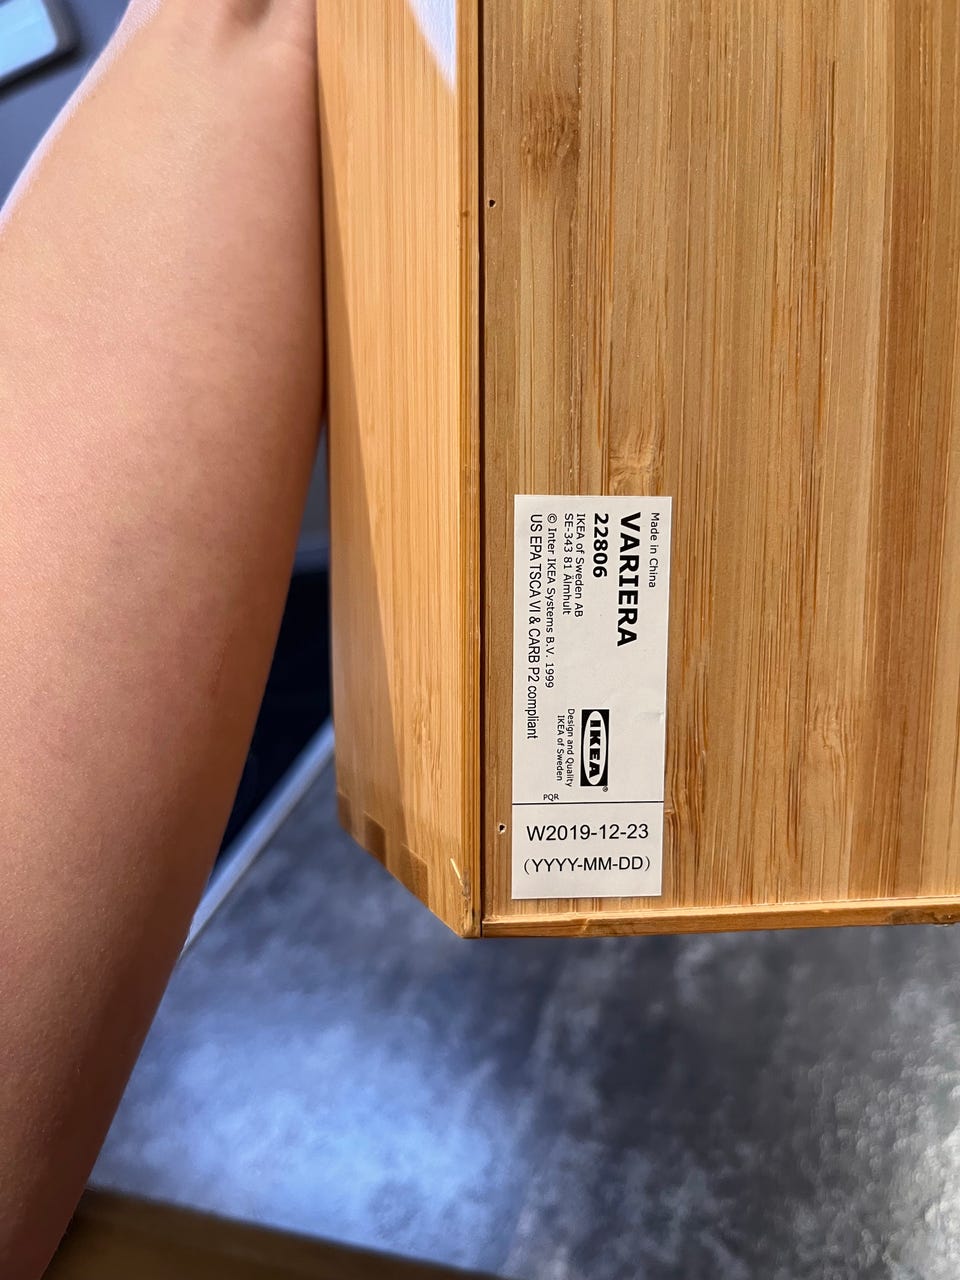 Made in China
VARIERA
22806
IKEA of Sweden AB
SE-343 81 Älmhult
© Inter IKEA Systems B.V. 1999
US EPA TSCA VI & CARB P2 compliant
IKEA®
Design and Quality
IKEA of Sweden
PQR
W2019-12-23
(YYYY-MM-DD)